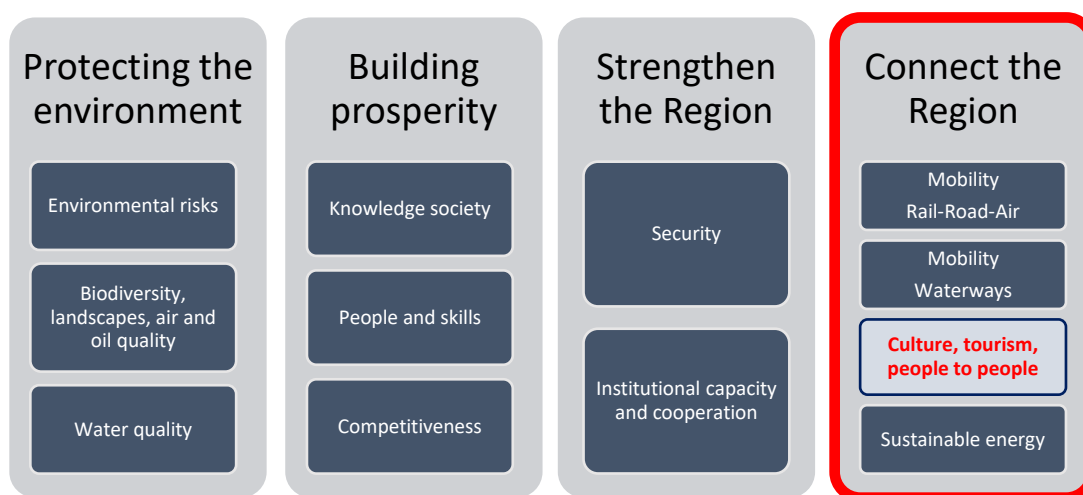 Protecting the
environment
Environmental risks
Biodiversity,
landscapes, air and
oil quality
Water quality
Building
prosperity
Knowledge society
People and skills
Competitiveness
Strengthen
the Region
Security
Institutional capacity
and cooperation
Connect the
Region
Mobility
Rail-Road-Air
Mobility
Waterways
Culture, tourism,
people to people
Sustainable energy